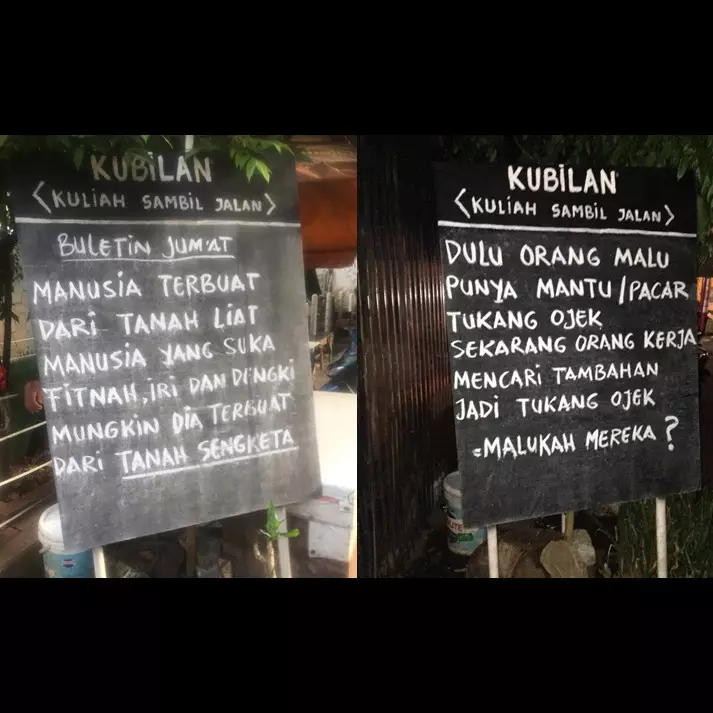 KUBILAN
<KULIAH SAMBIL JALAN>
BULETIN JUM'AT
MANUSIA TERBUAT
DARI TANAH LIAT
MANUSIA YANG SUKA
FITNAH, IRI DAN DENGKI
MUNGKIN DIA TERBUAT
DARI TANAH SENGKETA
KUBILAN
<KULIAH SAMBIL JALAN>
DULU ORANG MALU
PUNYA MANTU/PACAR
TUKANG OJEK
SEKARANG ORANG KERJA
MENCARI TAMBAHAN
JADI TUKANG OJEK
=MALUKAH MEREKA?